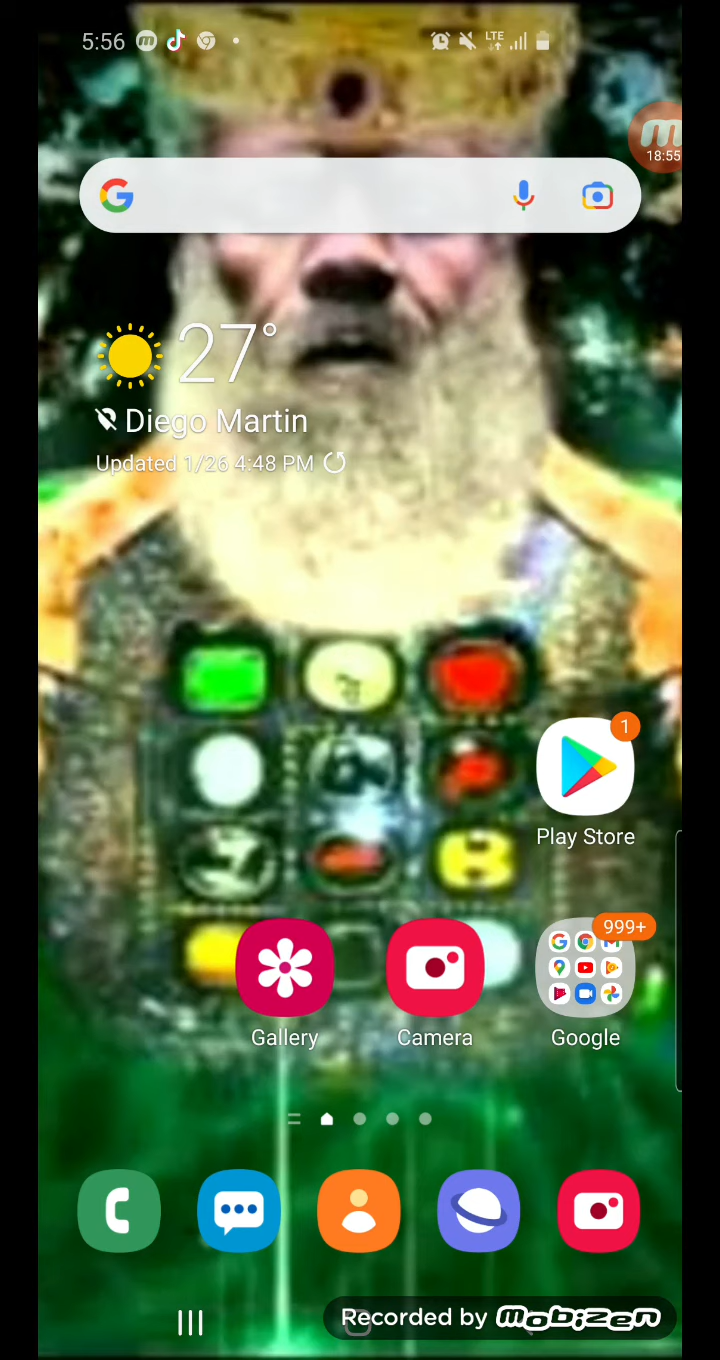 5:56
LTE
18:55
27°
Diego Martin
Updated 1/26 4:48 PM
1
Play Store
999+
Gallery
Camera
Google
Recorded by mobizen